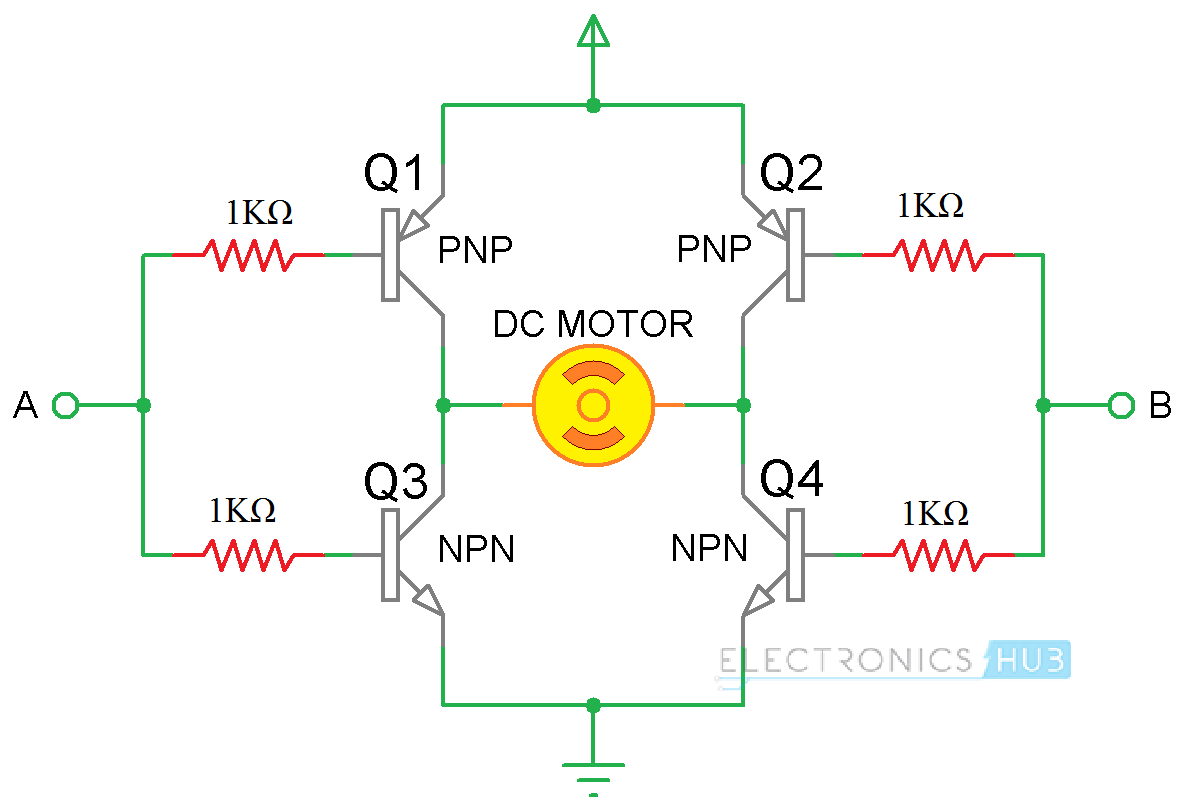 Q1
Q2
1KΩ
1KΩ
PNP
PNP
DC MOTOR
A
B
Q3
Q4
1KΩ
1KΩ
NPN
NPN
ELECTRONICS HUB